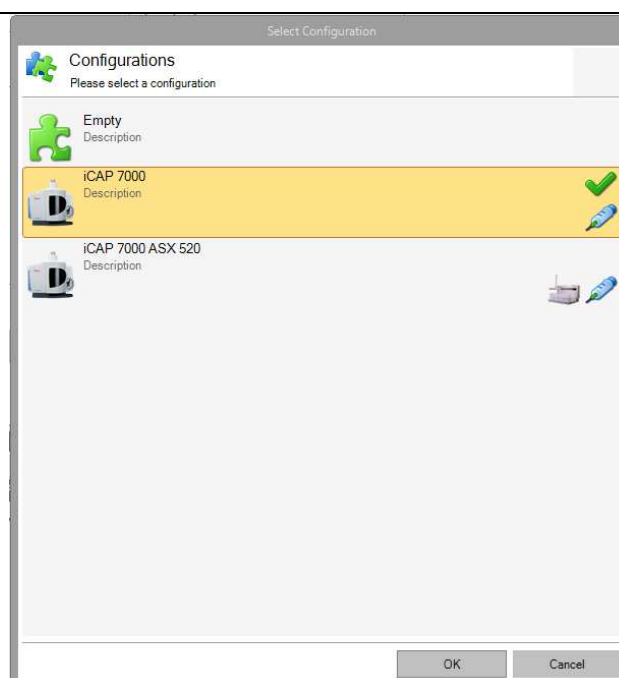 Select Configuration
Configurations
Please select a configuration
Empty
Description
iCAP 7000
Description
iCAP 7000 ASX 520
Description
OK
Cancel